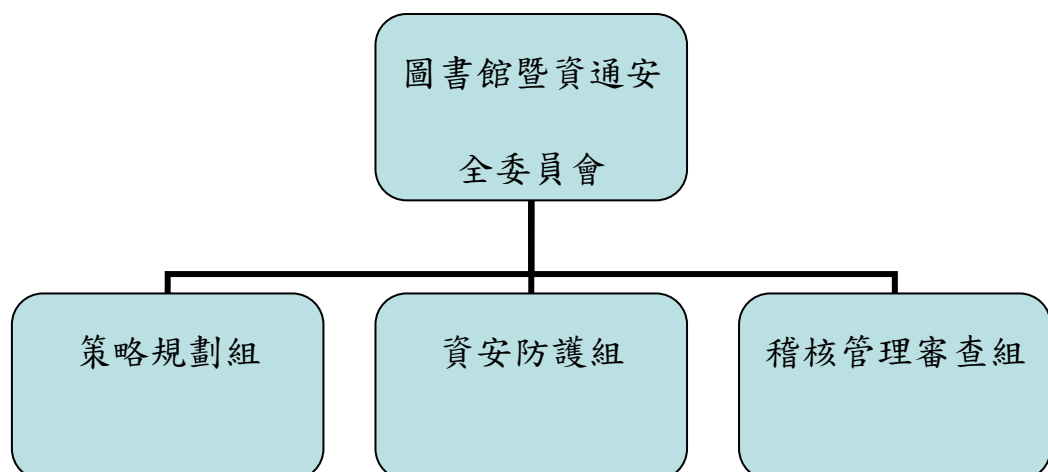 圖書館暨資通安
全委員會
策略規劃組
資安防護組
稽核管理審查組